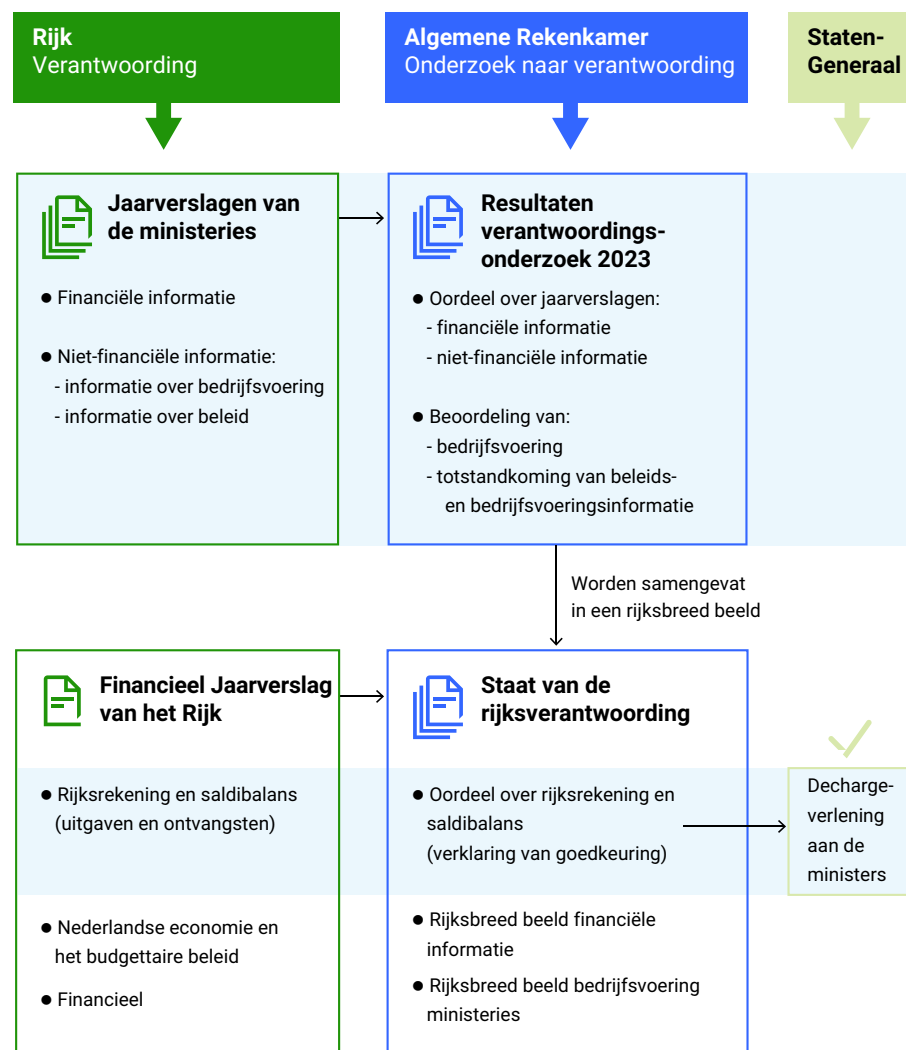 Rijk
Verantwoording
Algemene Rekenkamer
Onderzoek naar verantwoording
Staten-
Generaal
Jaarverslagen van
de ministeries
● Financiële informatie
● Niet-financiële informatie:
- informatie over bedrijfsvoering
- informatie over beleid
Resultaten
verantwoordings-
onderzoek 2023
● Oordeel over jaarverslagen:
- financiële informatie
- niet-financiële informatie
● Beoordeling van:
- bedrijfsvoering
- totstandkoming van beleids-
en bedrijfsvoeringsinformatie
Worden samengevat
in een rijksbreed beeld
Financieel Jaarverslag
van het Rijk
● Rijksrekening en saldibalans
(uitgaven en ontvangsten)
● Nederlandse economie en
het budgettaire beleid
● Financieel
Staat van de
rijksverantwoording
● Oordeel over rijksrekening en
saldibalans
(verklaring van goedkeuring)
● Rijksbreed beeld financiële
informatie
● Rijksbreed beeld bedrijfsvoering
ministeries
Decharge-
verlening
aan de
ministers